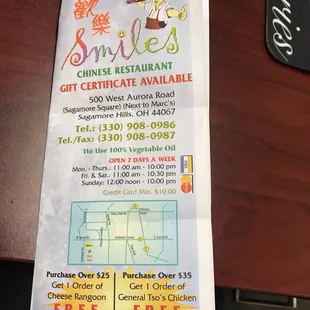 歡樂
Smiles
CHINESE RESTAURANT
GIFT CERTIFICATE AVAILABLE
500 West Aurora Road
(Sagamore Square) (Next to Marc's)
Sagamore Hills, OH 44067
Tel.: (330) 908-0986
Tel./Fax: (330) 908-0987
We Use 100% Vegetable Oil
OPEN 7 DAYS A WEEK
Mon. - Thurs.: 11:00 am - 10:00 pm
Fri. & Sat.: 11:00 am - 10:30 pm
Sunday: 12:00 noon - 10:00 pm
Credit Card Min. $10.00
Purchase Over $25
Get 1 Order of
Cheese Rangoon
FREE
Purchase Over $35
Get 1 Order of
General Tso's Chicken
FREE